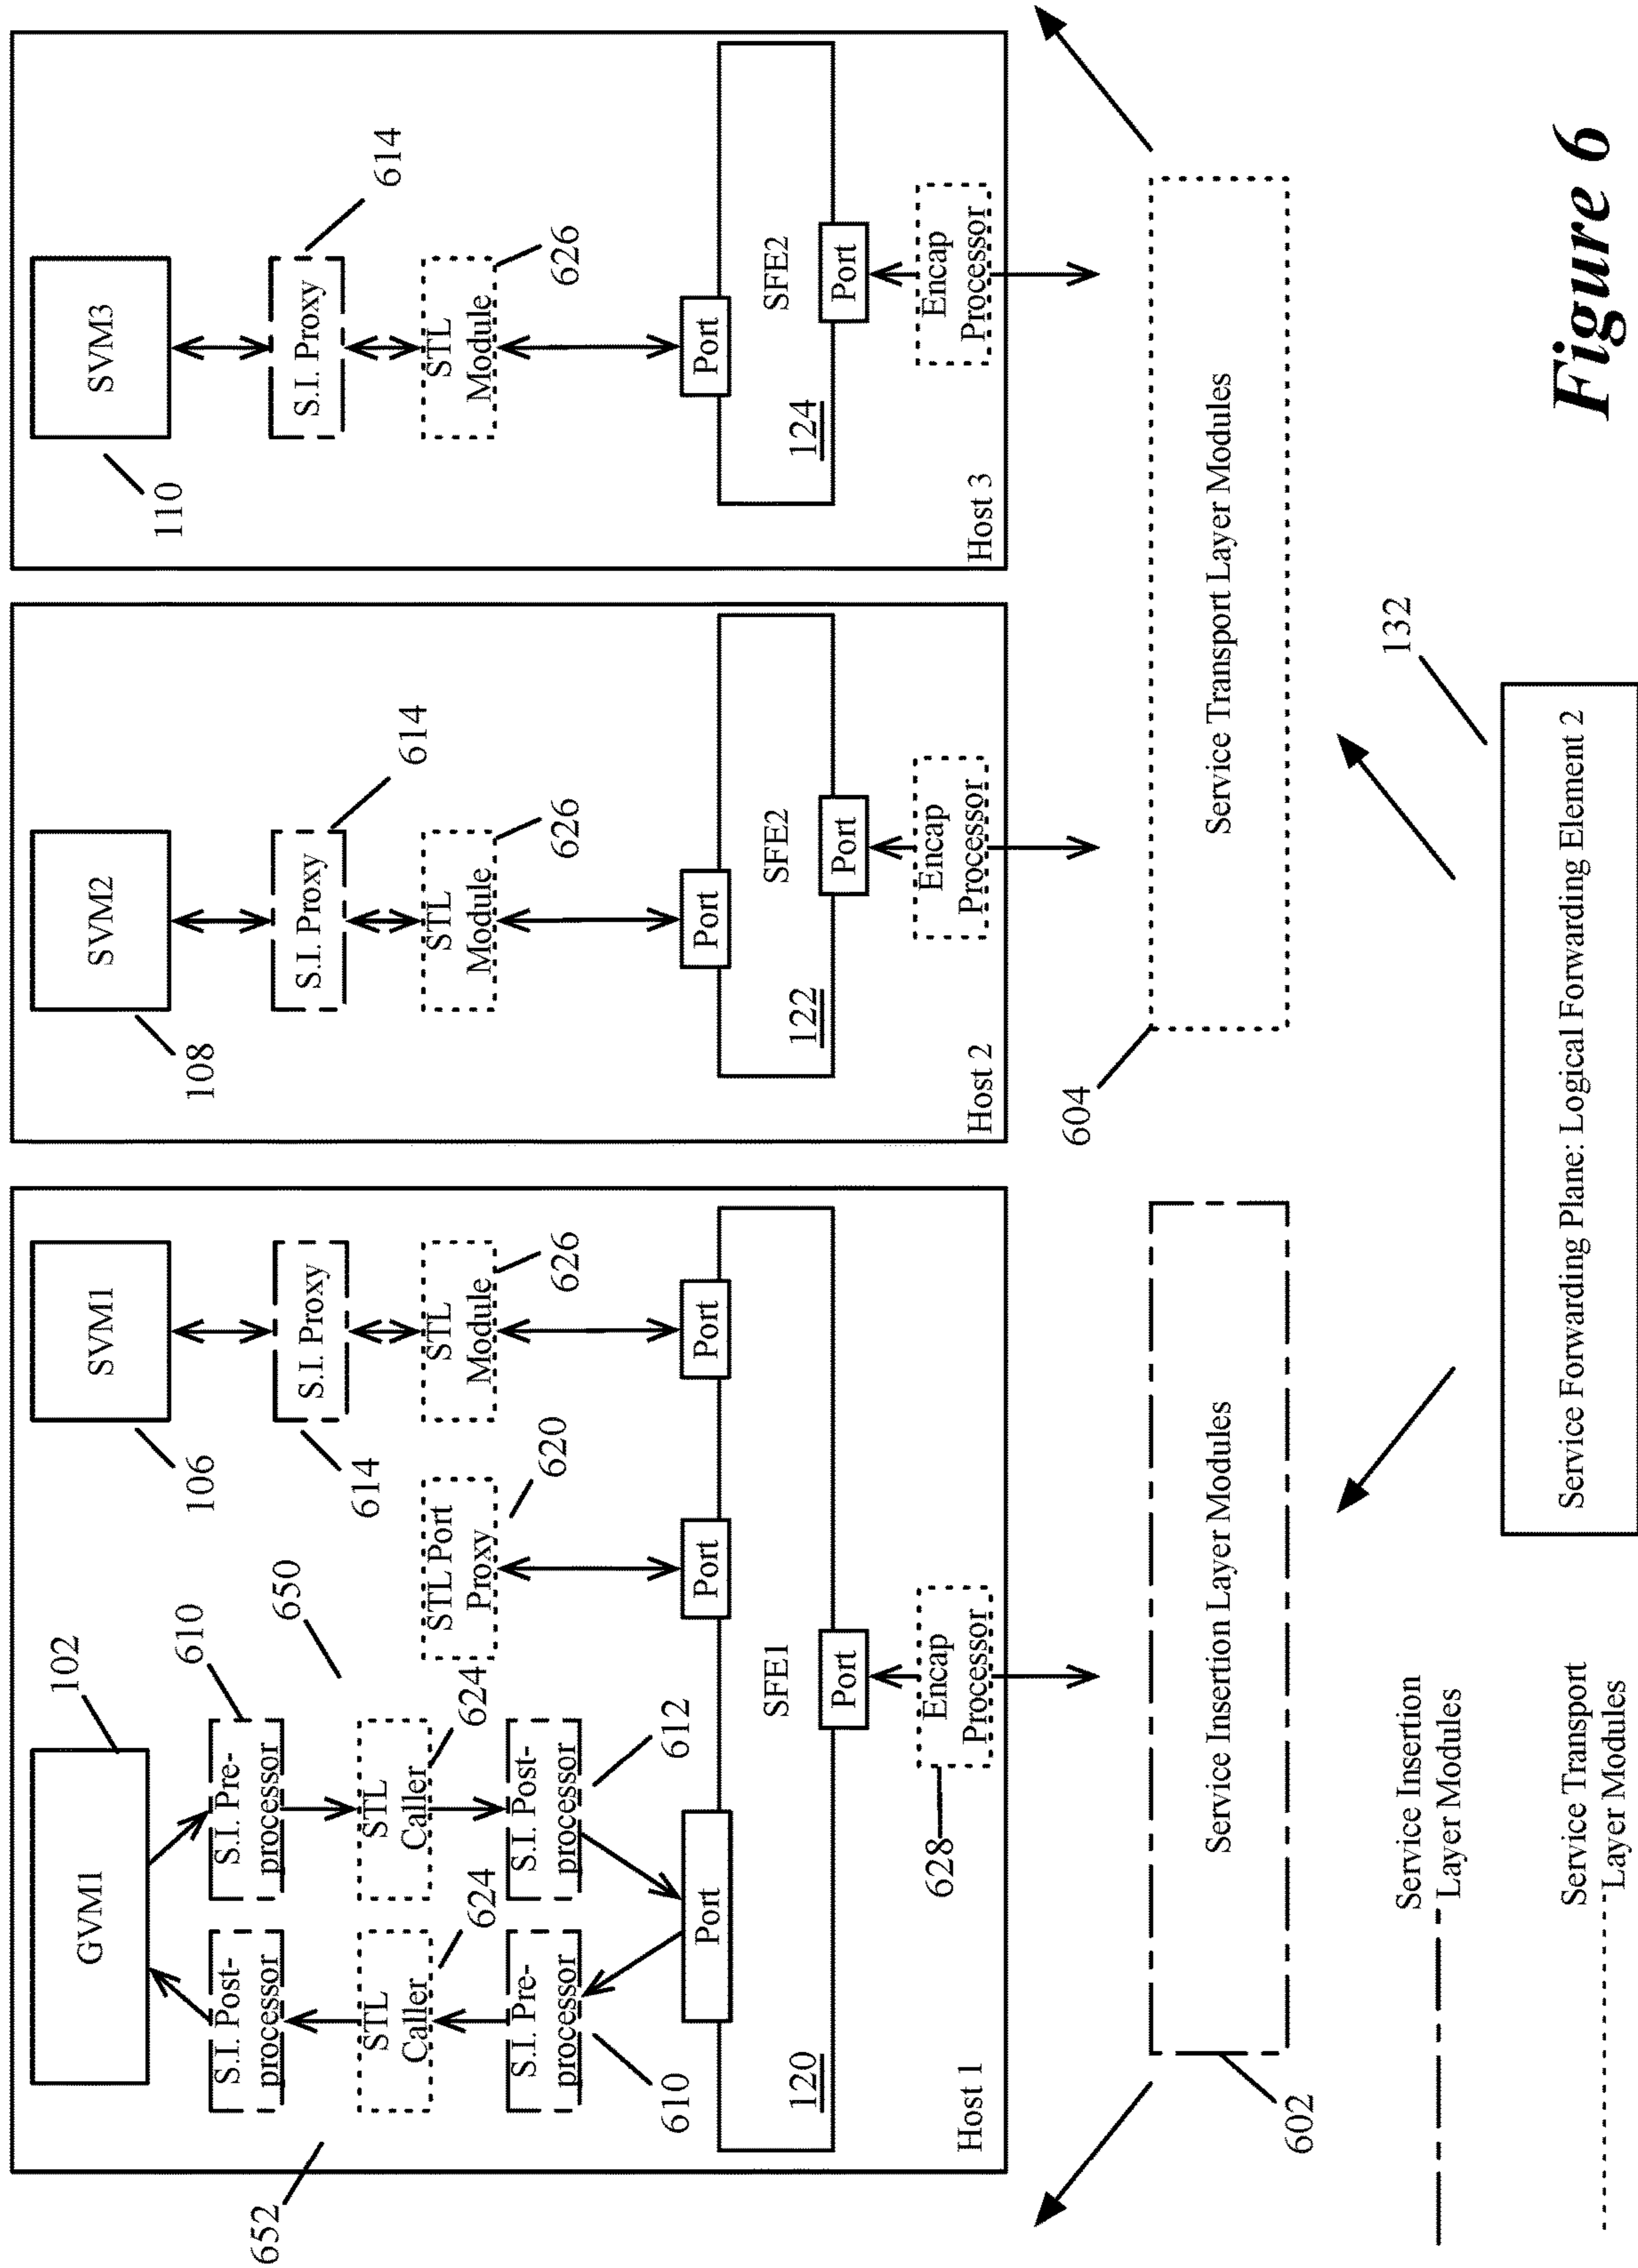 GVM1
102
SVM1
106
SVM2
108
SVM3
110
S.I. Post-
processor
S.I. Pre-
processor
610
650
652
S.I. Proxy
614
S.I. Proxy
614
S.I. Proxy
614
STL
Caller
624
STL
Caller
624
STL Port
Proxy
620
STL
Module
626
STL
Module
626
STL
Module
626
S.I. Pre-
processor
610
S.I. Post-
processor
612
Port
Port
Port
Port
Port
120
SFE1
Port
122
SFE2
Port
124
SFE2
Port
628
Encap
Processor
Encap
Processor
Encap
Processor
Host 1
Host 2
Host 3
602
Service Insertion Layer Modules
604
Service Transport Layer Modules
132
Service Forwarding Plane: Logical Forwarding Element 2
Service Insertion
Layer Modules
Service Transport
Layer Modules
Figure 6